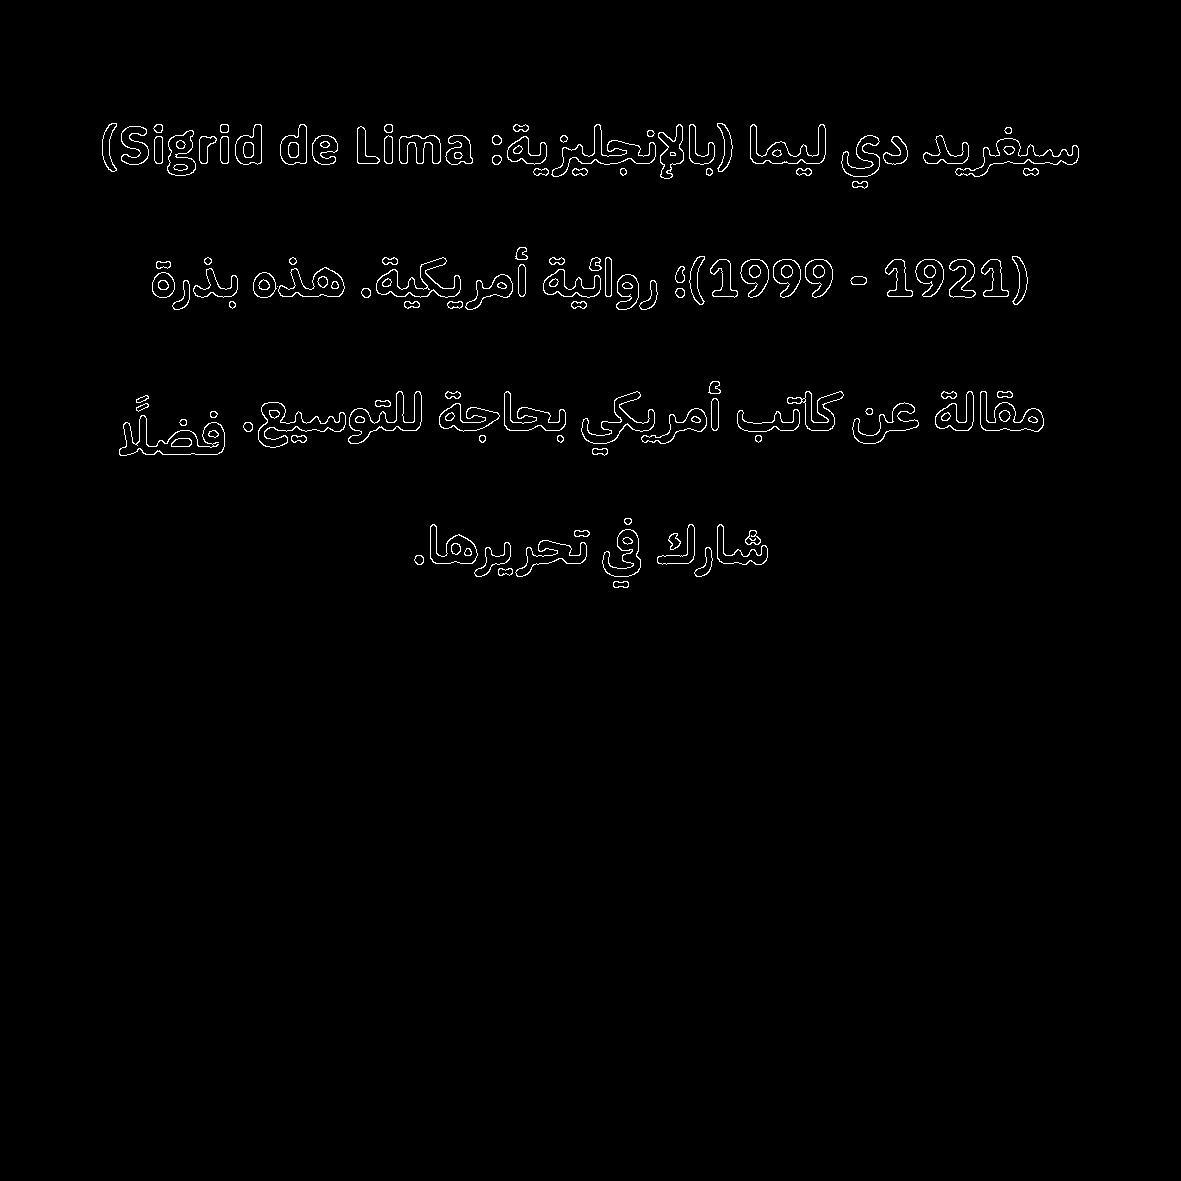 سيغريد دي ليما (بالإنجليزية: Sigrid de Lima)
(1921 - 1999)؛ روائية أمريكية. هذه بذرة
مقالة عن كاتب أمريكي بحاجة للتوسيع. فضلًا
شارك في تحريرها.